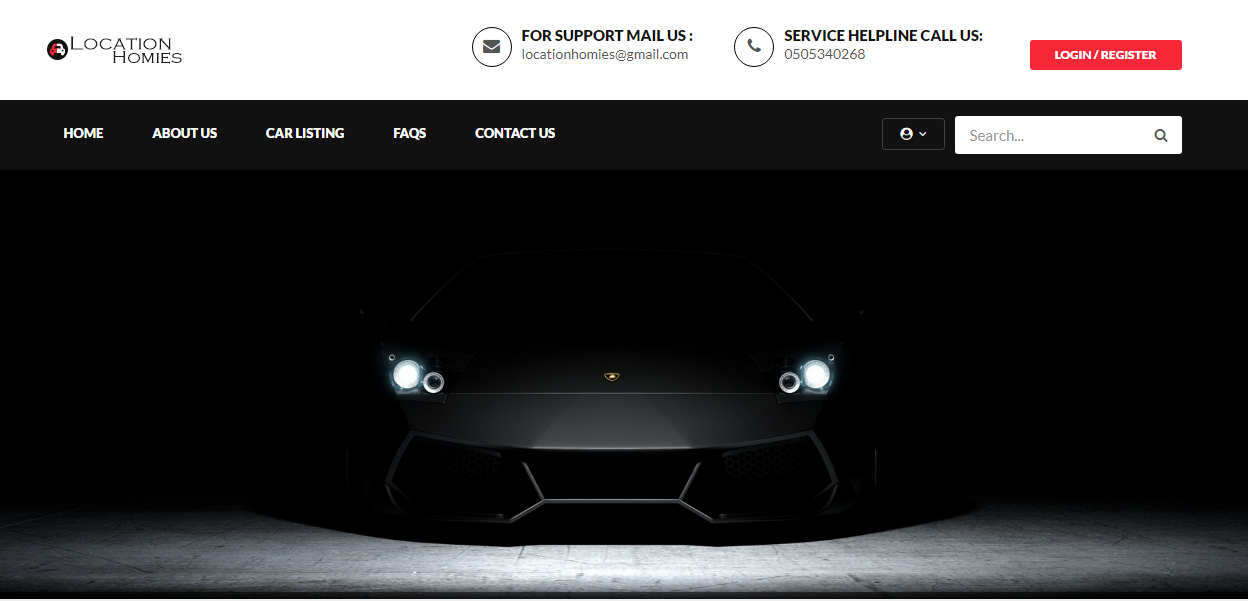 LOCATION
HOMIES
FOR SUPPORT MAIL US :
locationhomies@gmail.com
SERVICE HELPLINE CALL US:
0505340268
LOGIN / REGISTER
HOME
ABOUT US
CAR LISTING
FAQS
CONTACT US
Search...